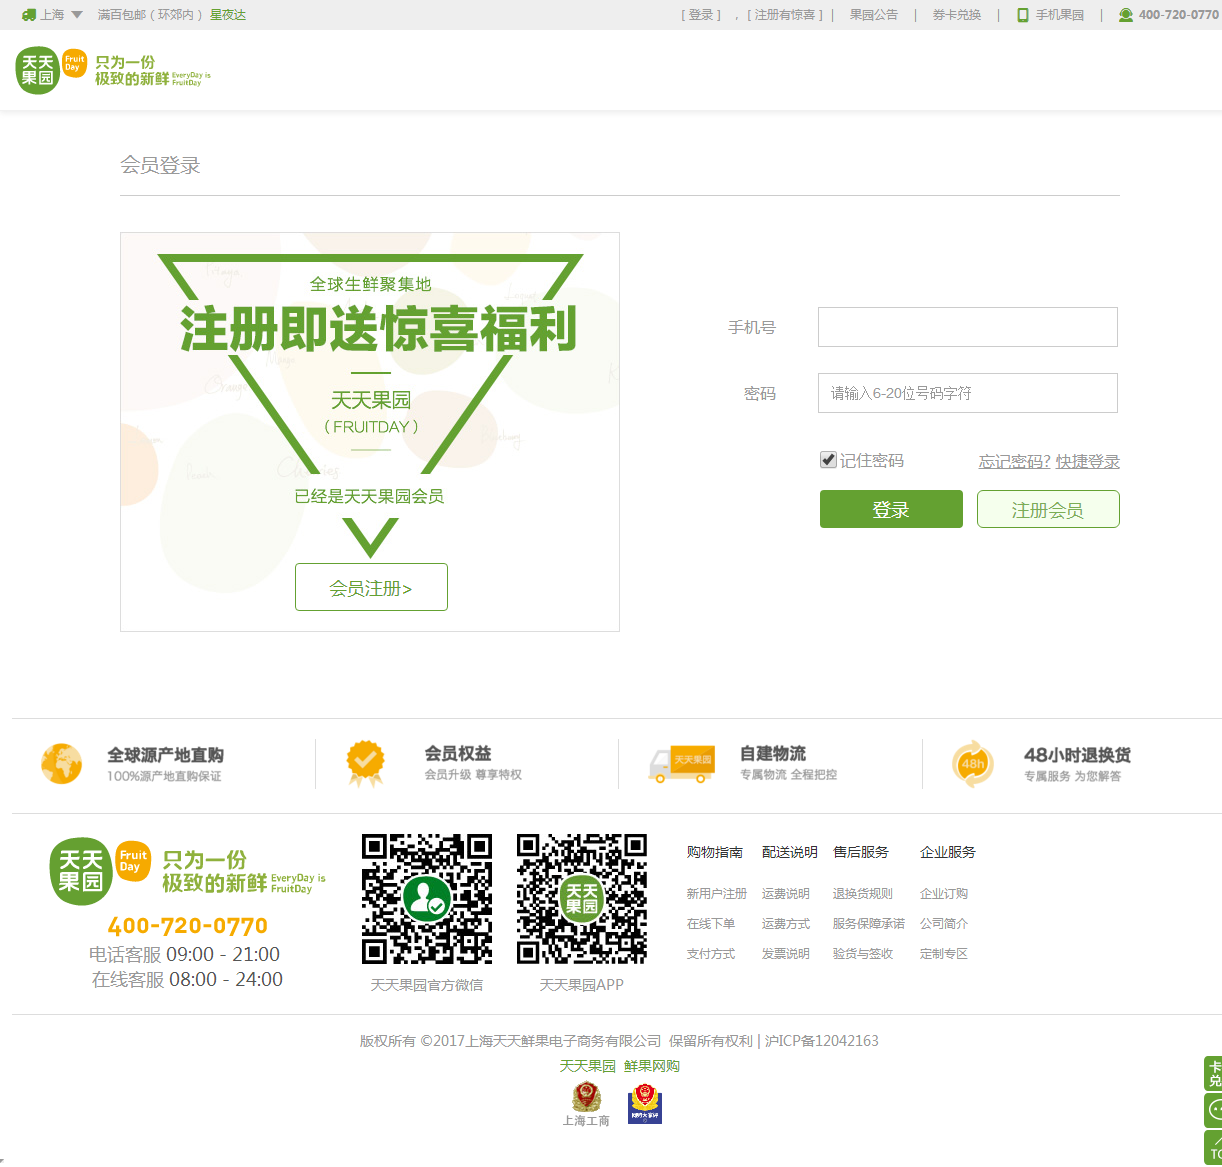 上海 满百包邮（环郊内） 星夜达 [ 登录 ] ， [ 注册有惊喜 ] | 果园公告 | 券卡兑换 | 手机果园 | 400-720-0770
天天果园 Fruit Day 只为一份
极致的新鲜 EveryDay is FruitDay
会员登录
全球生鲜聚集地
注册即送惊喜福利
天天果园
（FRUITDAY）
已经是天天果园会员
会员注册>
手机号
密码 请输入6-20位号码字符
记住密码 忘记密码? 快捷登录
登录 注册会员
全球源产地直购
100%源产地直购保证
会员权益
会员升级 尊享特权
天天果园
自建物流
专属物流 全程把控
48h
48小时退换货
专属服务 为您解答
天天果园 Fruit Day 只为一份
极致的新鲜 EveryDay is FruitDay
400-720-0770
电话客服 09:00 - 21:00
在线客服 08:00 - 24:00
天天果园官方微信
天天果园
天天果园APP
购物指南 配送说明 售后服务 企业服务
新用户注册 运费说明 退换货规则 企业订购
在线下单 运费方式 服务保障承诺 公司简介
支付方式 发票说明 验货与签收 定制专区
版权所有 ©2017上海天天鲜果电子商务有限公司 保留所有权利 | 沪ICP备12042163
天天果园 鲜果网购
上海工商
卡
兑